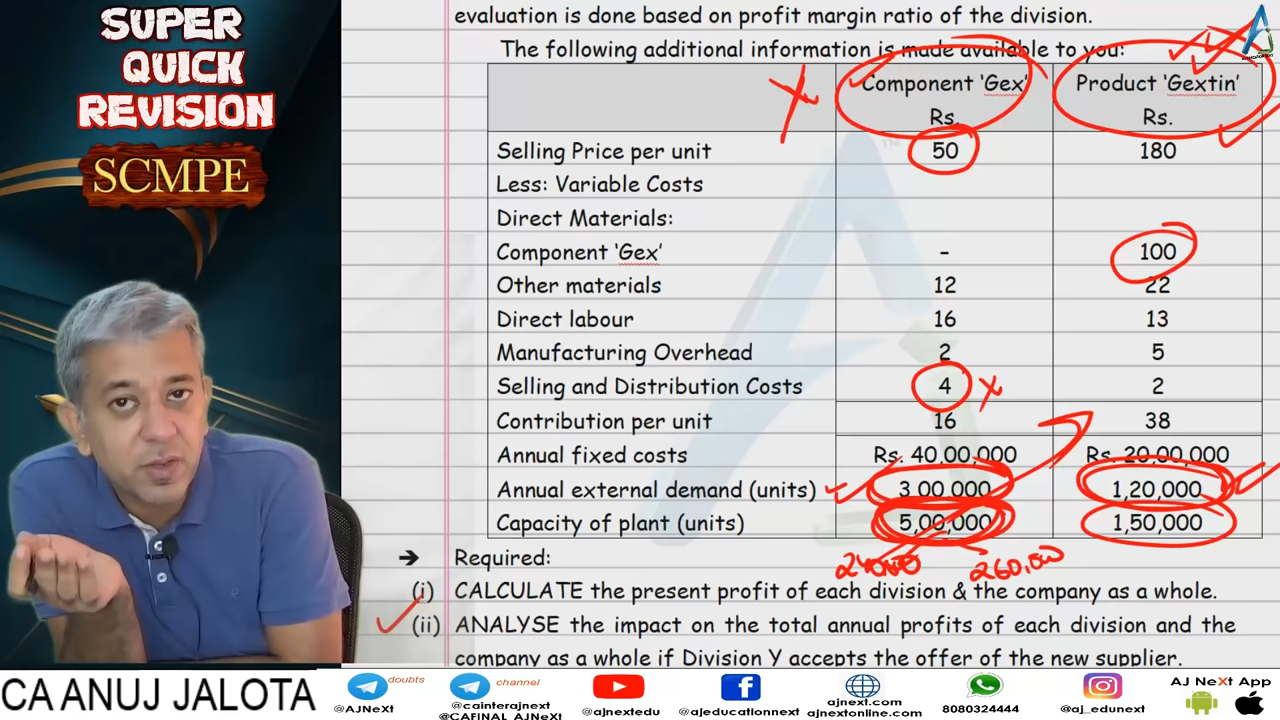 SUPER
QUICK
REVISION
SCMPE
evaluation is done based on profit margin ratio of the division.
The following additional information is made available to you:
Component ‘Gex’ Product ‘Gextin’
Rs. Rs.
Selling Price per unit 50 180
Less: Variable Costs
Direct Materials:
Component ‘Gex’ - 100
Other materials 12 22
Direct labour 16 13
Manufacturing Overhead 2 5
Selling and Distribution Costs 4 2
Contribution per unit 16 38
Annual fixed costs Rs. 40,00,000 Rs. 20,00,000
Annual external demand (units) 3,00,000 1,20,000
Capacity of plant (units) 5,00,000 1,50,000
260,000
→ Required:
(i) CALCULATE the present profit of each division & the company as a whole.
(ii) ANALYSE the impact on the total annual profits of each division and the
company as a whole if Division Y accepts the offer of the new supplier.
CA ANUJ JALOTA
doubts
@AJNeXt
channel
@cainterajnext
@CAFINAL_AJNeXt
@ajnextedu
@ajeducationnext
ajnext.com
ajnextonline.com
8080324444
@aj_edunext
AJ NeXt App